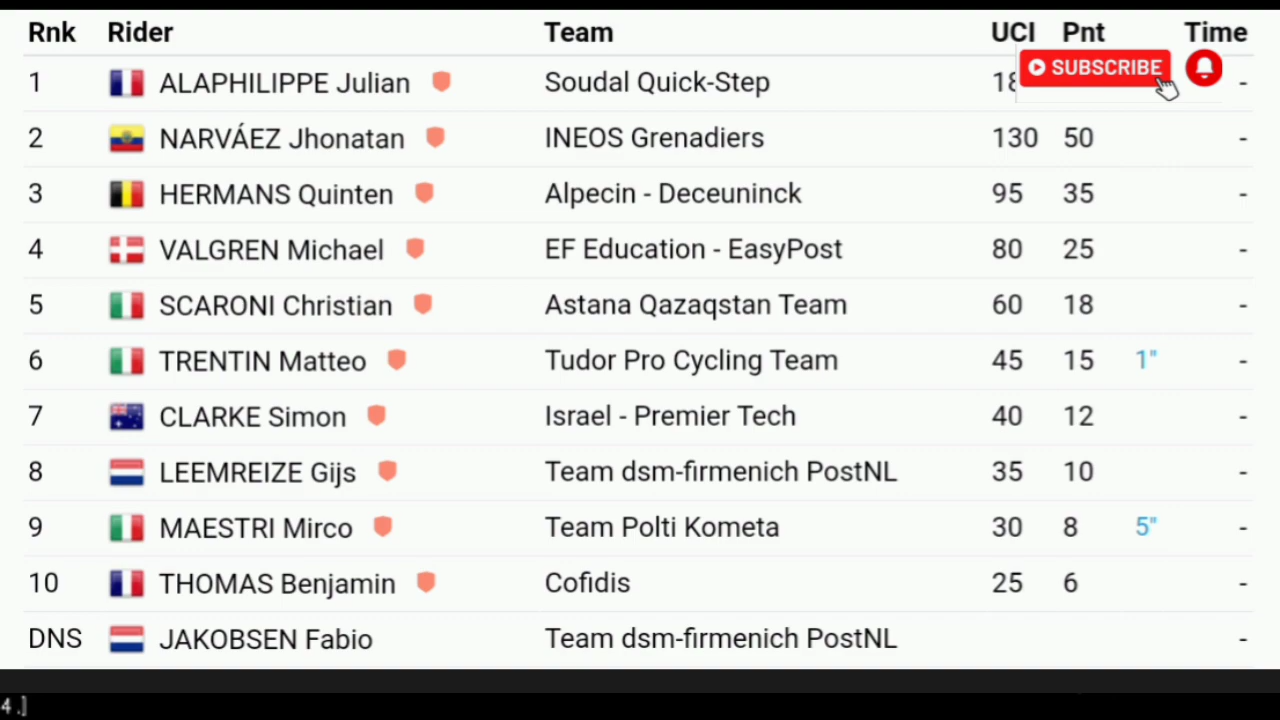 Rnk Rider Team UCI Pnt Time
1 ALAPHILIPPE Julian Soudal Quick-Step 18 SUBSCRIBE -
2 NARVÁEZ Jhonatan INEOS Grenadiers 130 50 -
3 HERMANS Quinten Alpecin - Deceuninck 95 35 -
4 VALGREN Michael EF Education - EasyPost 80 25 -
5 SCARONI Christian Astana Qazaqstan Team 60 18 -
6 TRENTIN Matteo Tudor Pro Cycling Team 45 15 1" -
7 CLARKE Simon Israel - Premier Tech 40 12 -
8 LEEMREIZE Gijs Team dsm-firmenich PostNL 35 10 -
9 MAESTRI Mirco Team Polti Kometa 30 8 5" -
10 THOMAS Benjamin Cofidis 25 6 -
DNS JAKOBSEN Fabio Team dsm-firmenich PostNL -
4 .]